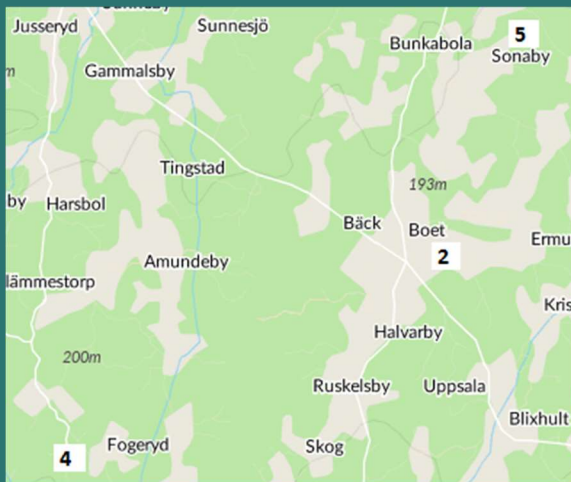 Jusseryd
Sunnesjö
5
Bunkabola
Sonaby
Gammalsby
m
Tingstad
193m
by
Harsbol
Bäck
Boet
Ermu
2
Amundeby
lämmestorp
Kris
Halvarby
200m
Ruskelsby
Uppsala
Blixhult
Fogeryd
Skog
4